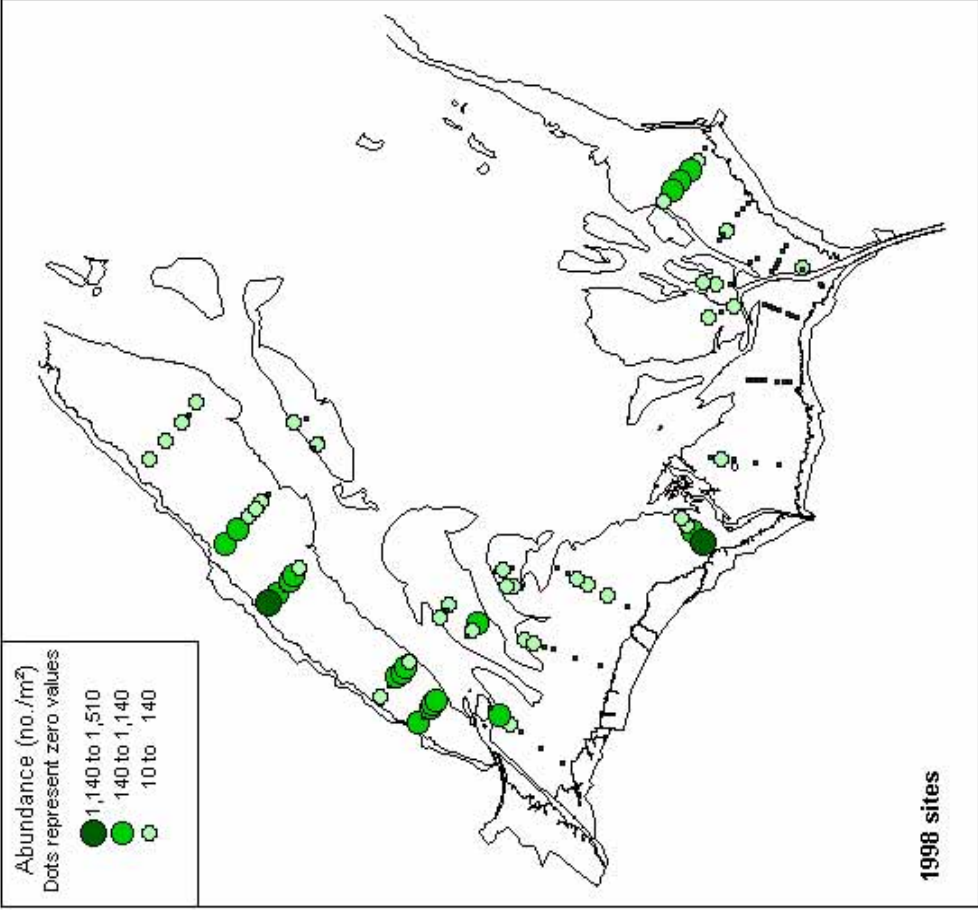 Abundance (no./m²)
Dots represent zero values
1,140 to 1,510
140 to 1,140
10 to 140
1998 sites